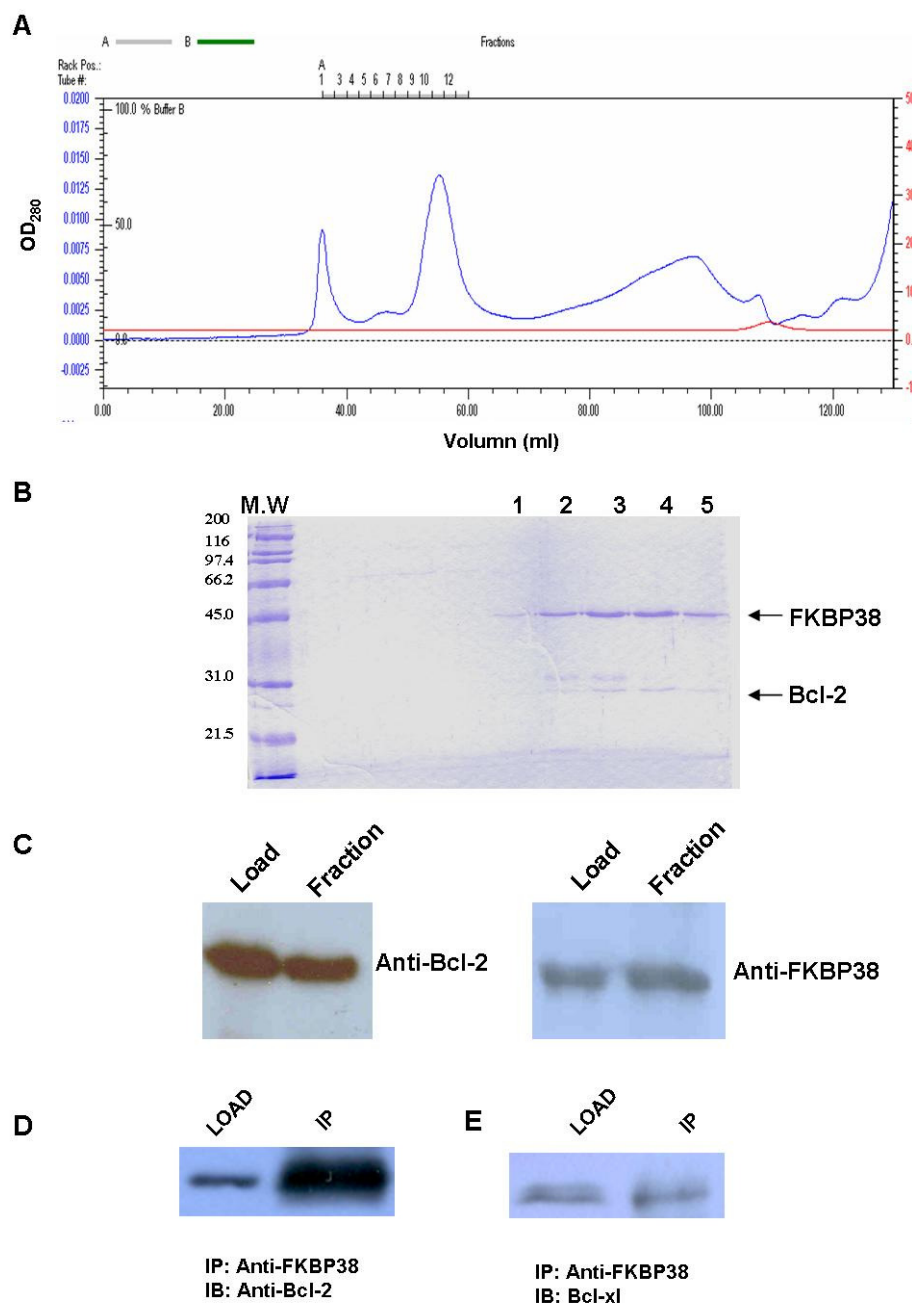 A
A B Fractions
Rack Pos.: A
Tube #: 1 3 4 5 6 7 8 9 10 12
0.0200
0.0175
0.0150
0.0125
0.0100
0.0075
0.0050
0.0025
0.0000
-0.0025
100.0 % Buffer B
50.0
0.0
OD280
0.00 20.00 40.00 60.00 80.00 100.00 120.00
Volumn (ml)
B
M.W 1 2 3 4 5
200
116
97.4
66.2
45.0
31.0
21.5
FKBP38
Bcl-2
C
Load Fraction
Anti-Bcl-2
Load Fraction
Anti-FKBP38
D
LOAD IP
IP: Anti-FKBP38
IB: Anti-Bcl-2
E
LOAD IP
IP: Anti-FKBP38
IB: Bcl-xl